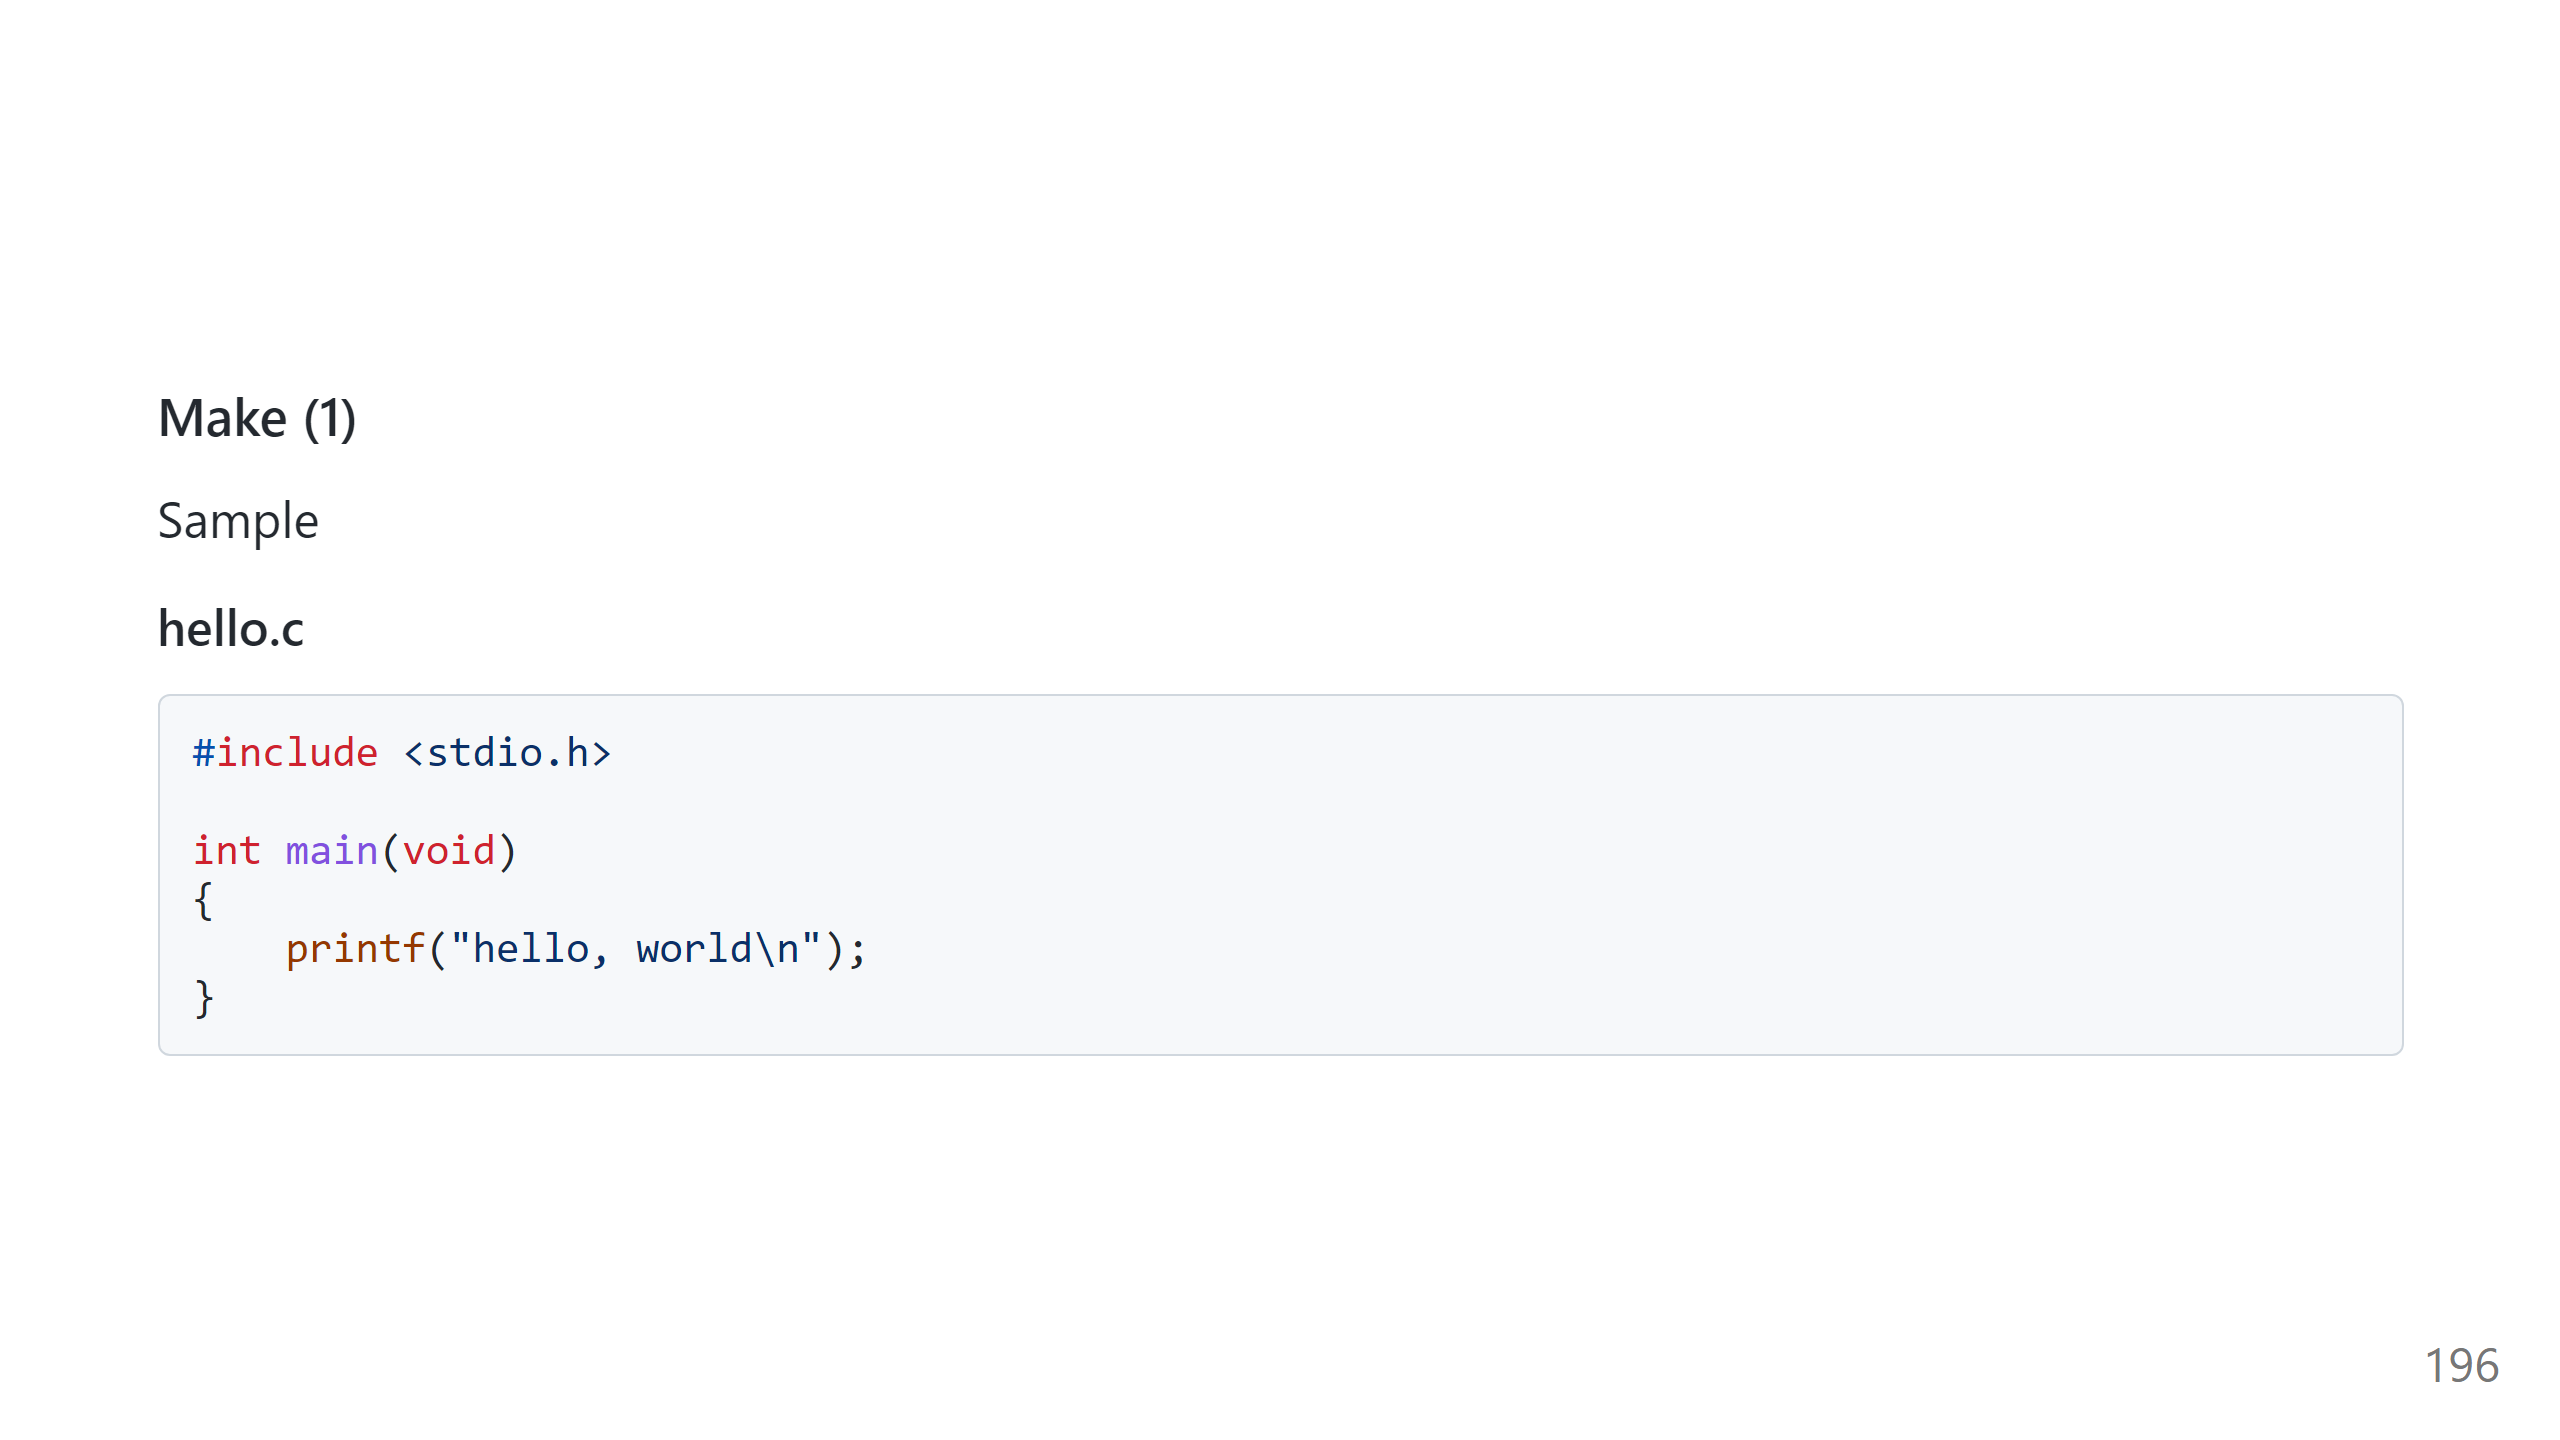 Make (1)
Sample
hello.c
#include <stdio.h>
int main(void)
{
    printf("hello, world\n");
}
196